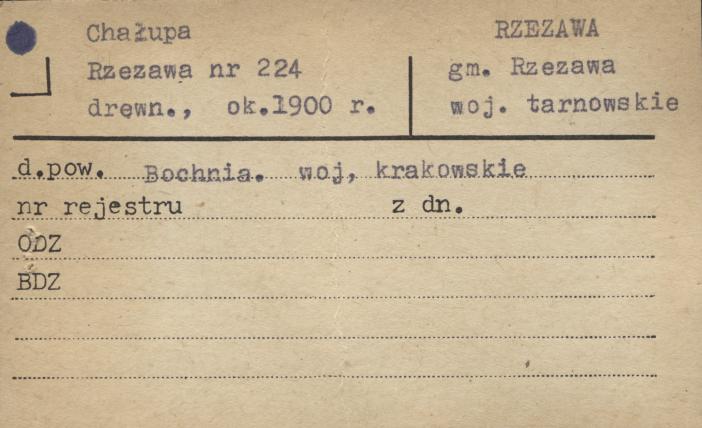 Chałupa
Rzezawa nr 224
drewn., ok.1900 r.
RZEZAWA
gm. Rzezawa
woj. tarnowskie
d.pow. Bochnia. woj, krakowskie
nr rejestru z dn.
ODZ
BDZ